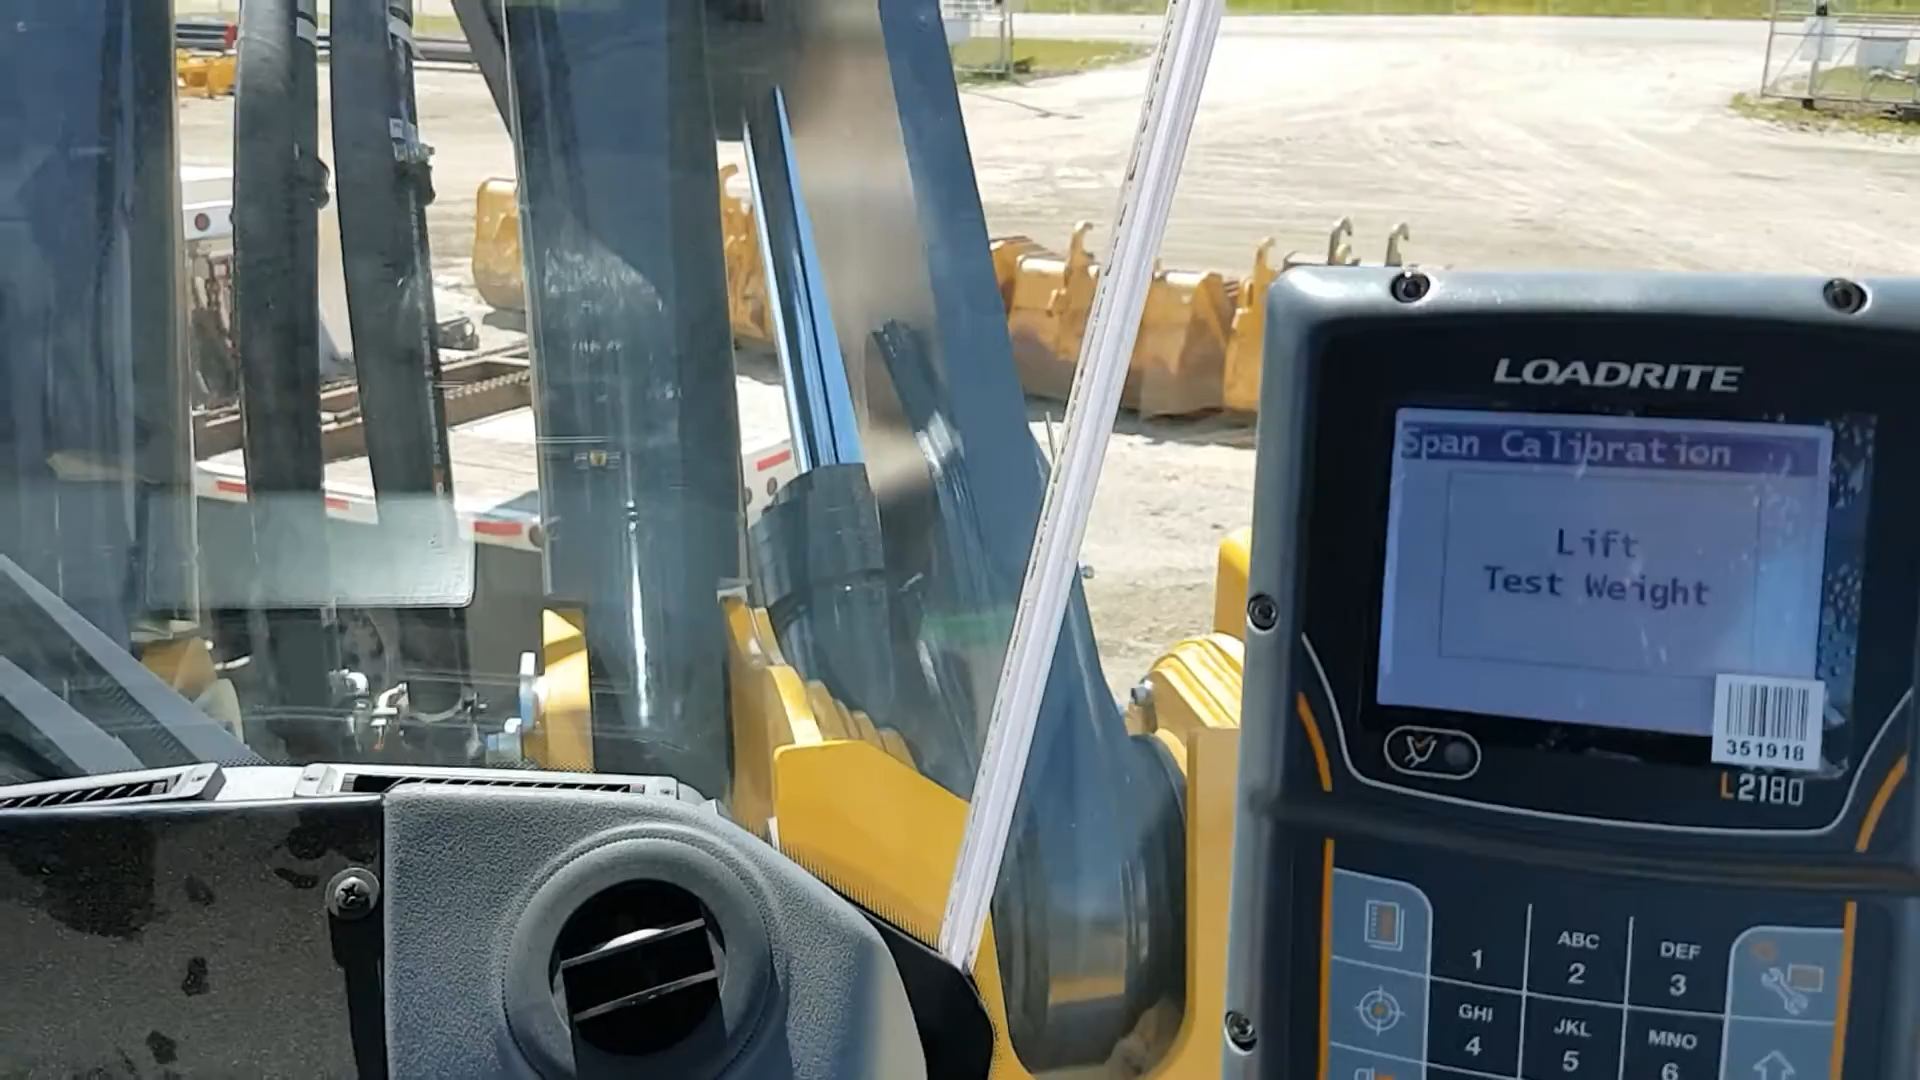 LOADRITE
Span Calibration
Lift
Test Weight
351918
L2180
1
ABC
2
DEF
3
GHI
4
JKL
5
MNO
6